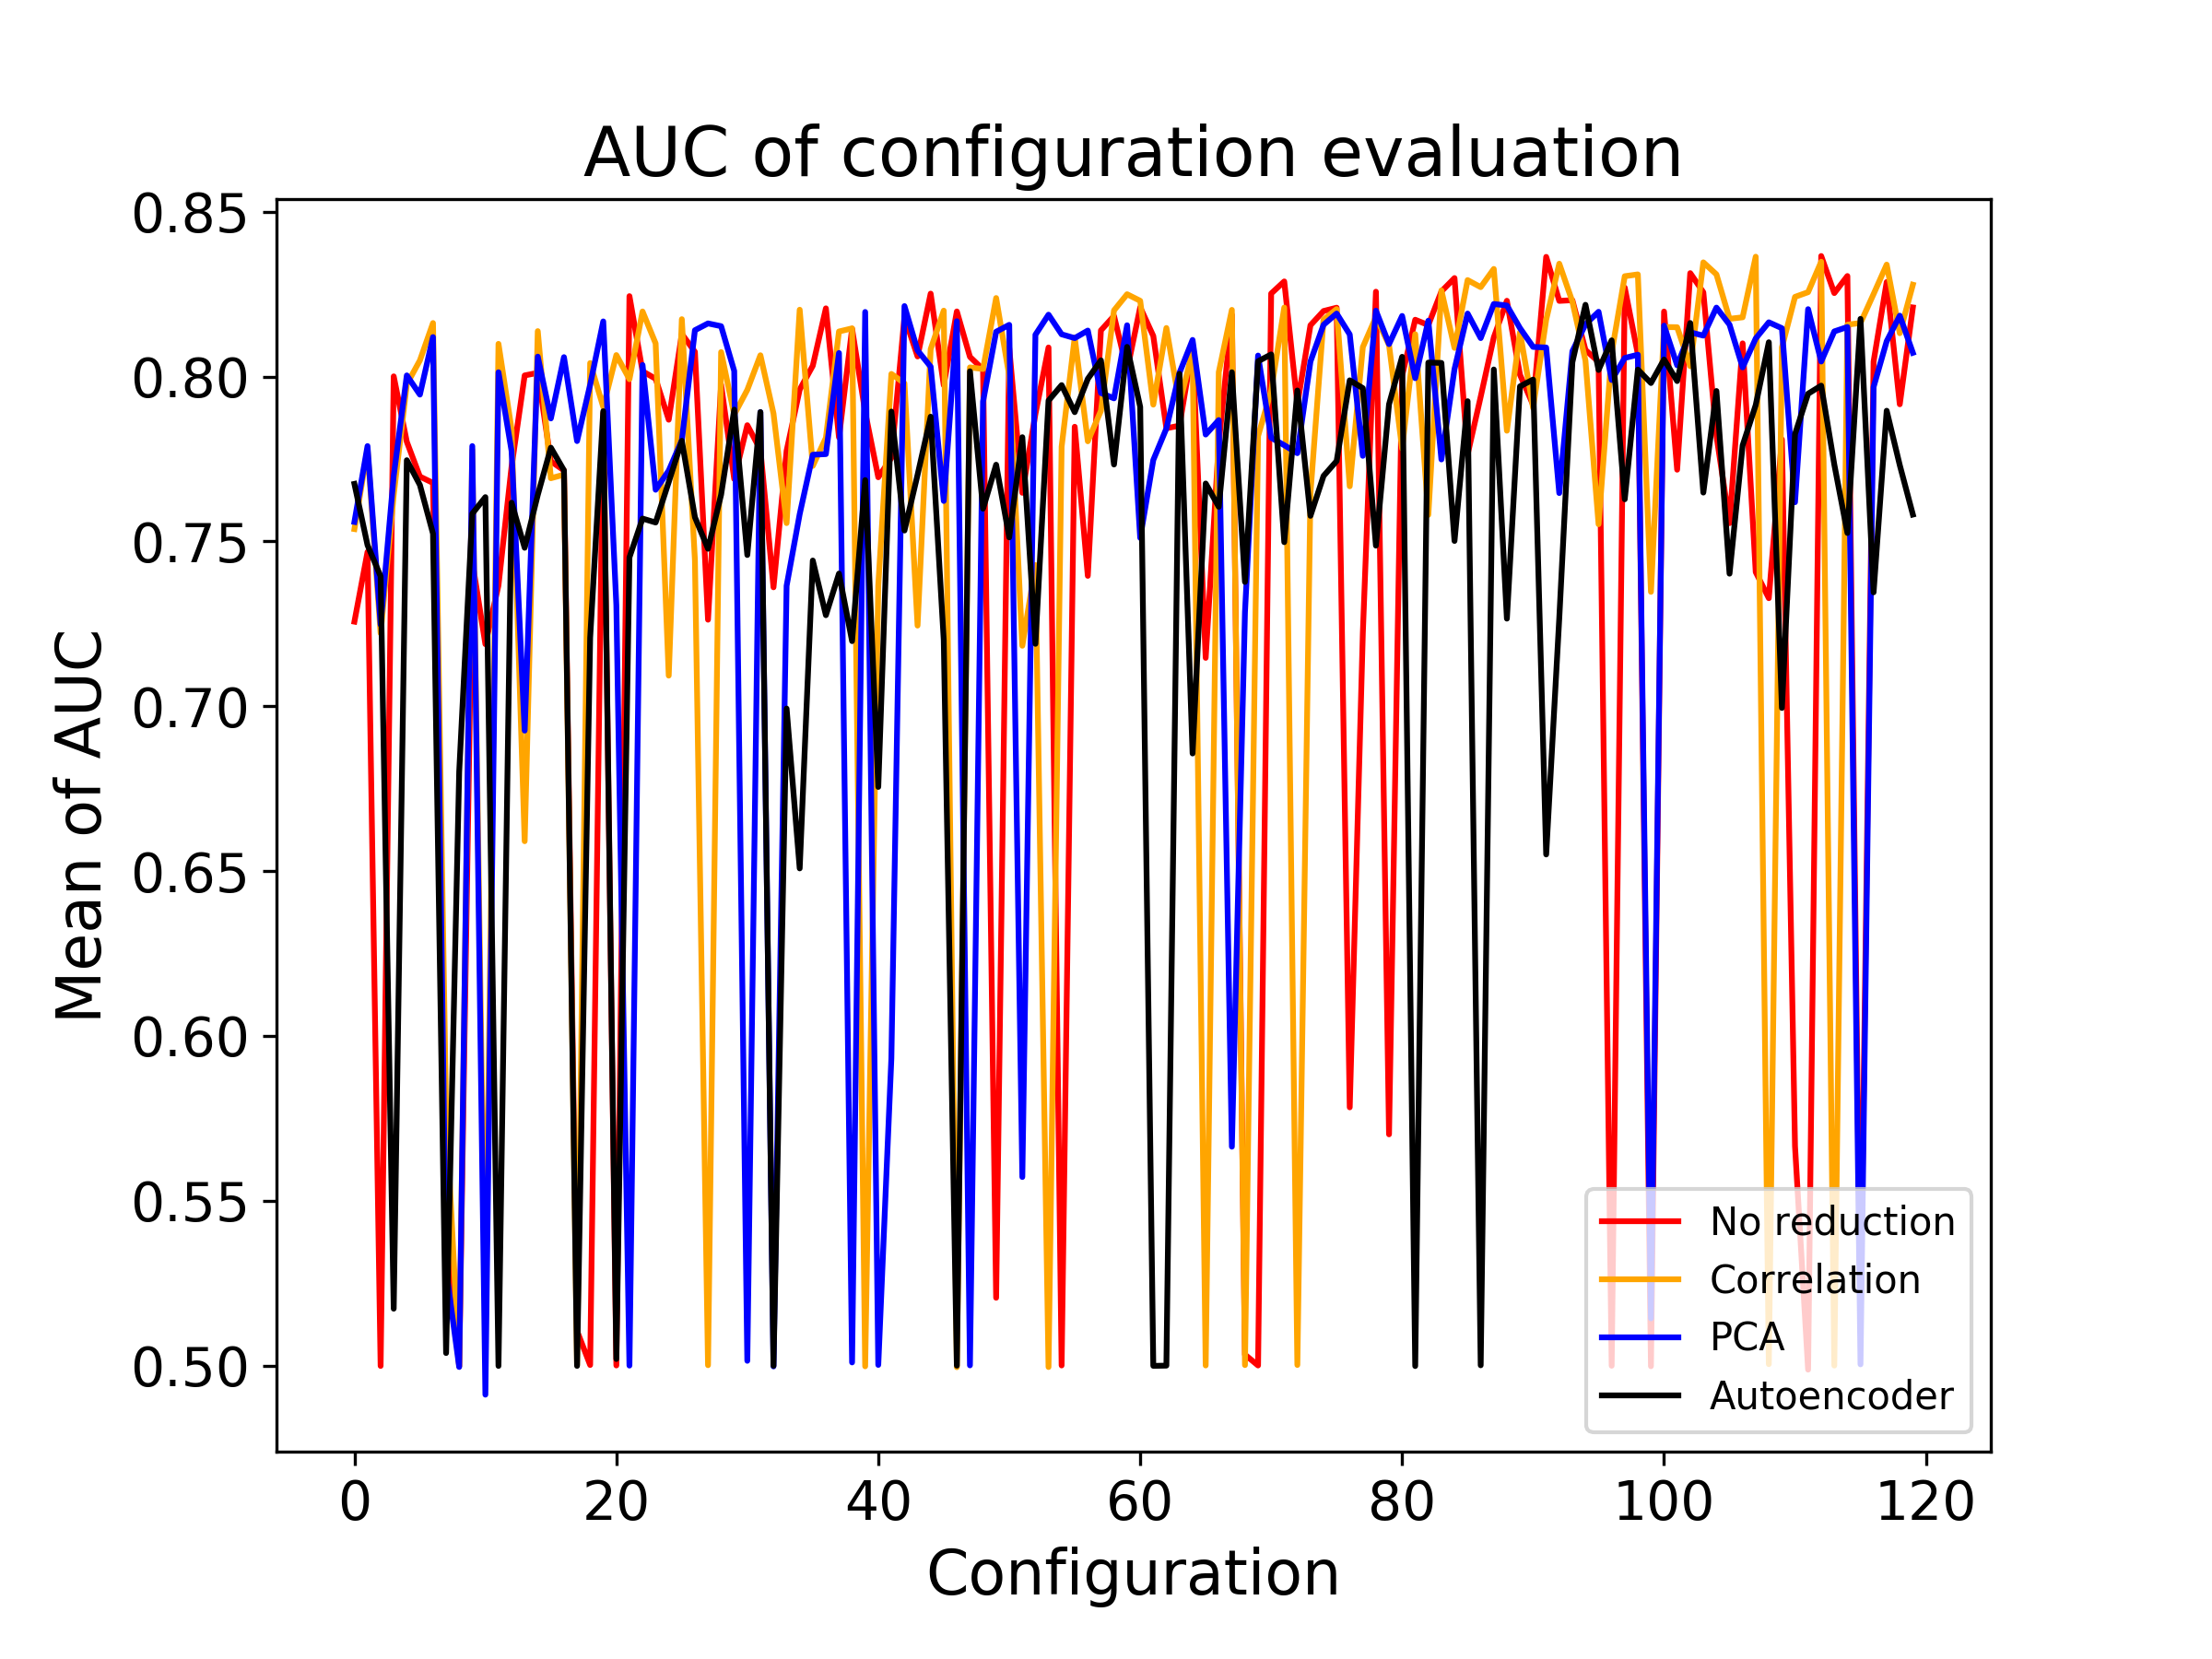 AUC of configuration evaluation
Mean of AUC
0.85
0.80
0.75
0.70
0.65
0.60
0.55
0.50
0 20 40 60 80 100 120
Configuration
No reduction
Correlation
PCA
Autoencoder